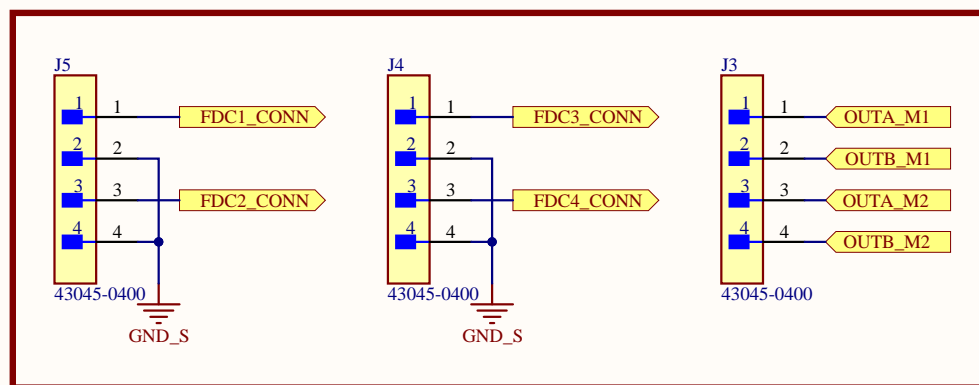 J5
1 1 FDC1_CONN
2 2
3 3 FDC2_CONN
4 4
43045-0400
GND_S
J4
1 1 FDC3_CONN
2 2
3 3 FDC4_CONN
4 4
43045-0400
GND_S
J3
1 1 OUTA_M1
2 2 OUTB_M1
3 3 OUTA_M2
4 4 OUTB_M2
43045-0400